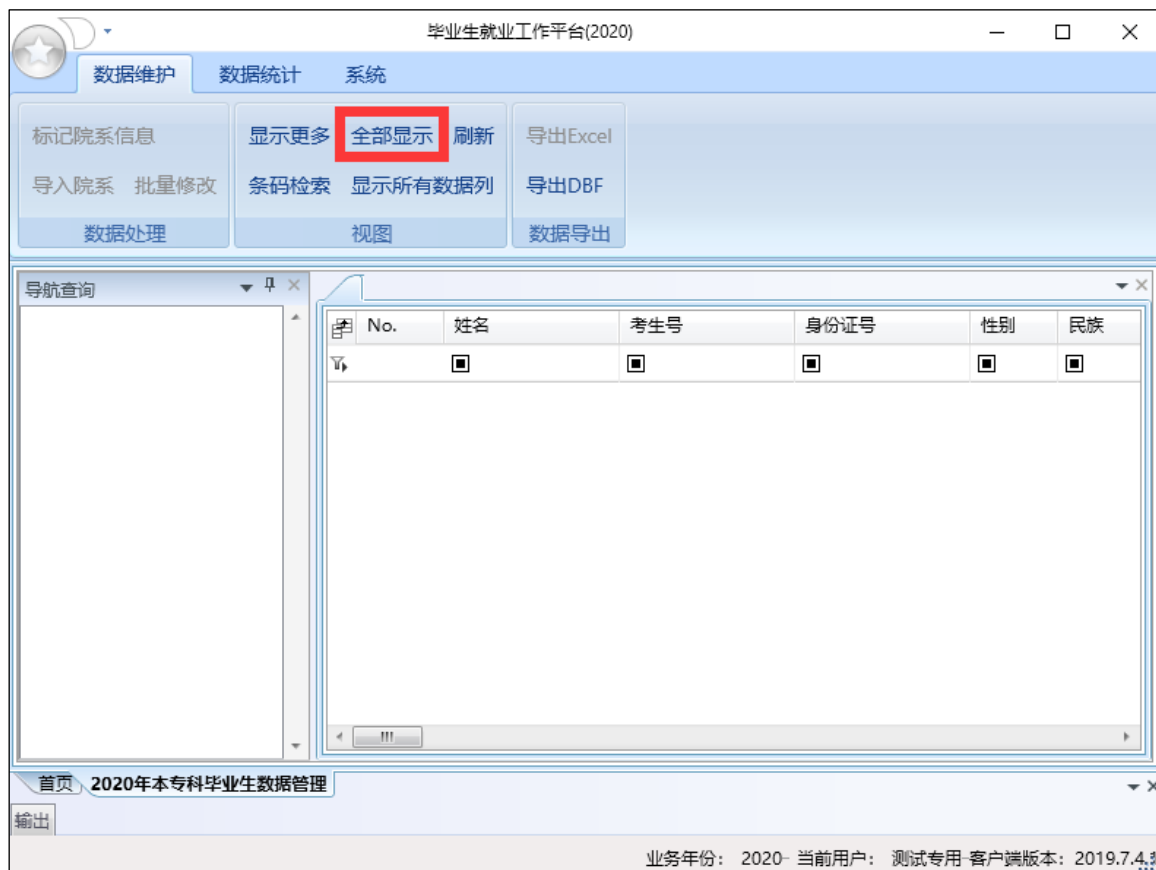 毕业生就业工作平台(2020)
数据维护 数据统计 系统
标记院系信息 显示更多 全部显示 刷新 导出Excel
导入院系 批量修改 条码检索 显示所有数据列 导出DBF
数据处理 视图 数据导出
导航查询
No. 姓名 考生号 身份证号 性别 民族
首页 2020年本专科毕业生数据管理
输出
业务年份: 2020- 当前用户: 测试专用-客户端版本: 2019.7.4.